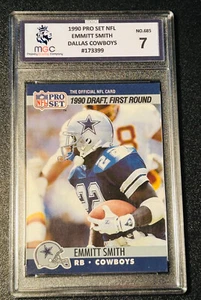 1990 PRO SET NFL
EMMITT SMITH
DALLAS COWBOYS
#173399
NO.685
7
MGC
THE OFFICIAL NFL CARD
PRO SET
1990 DRAFT, FIRST ROUND
22
EMMITT SMITH
RB • COWBOYS